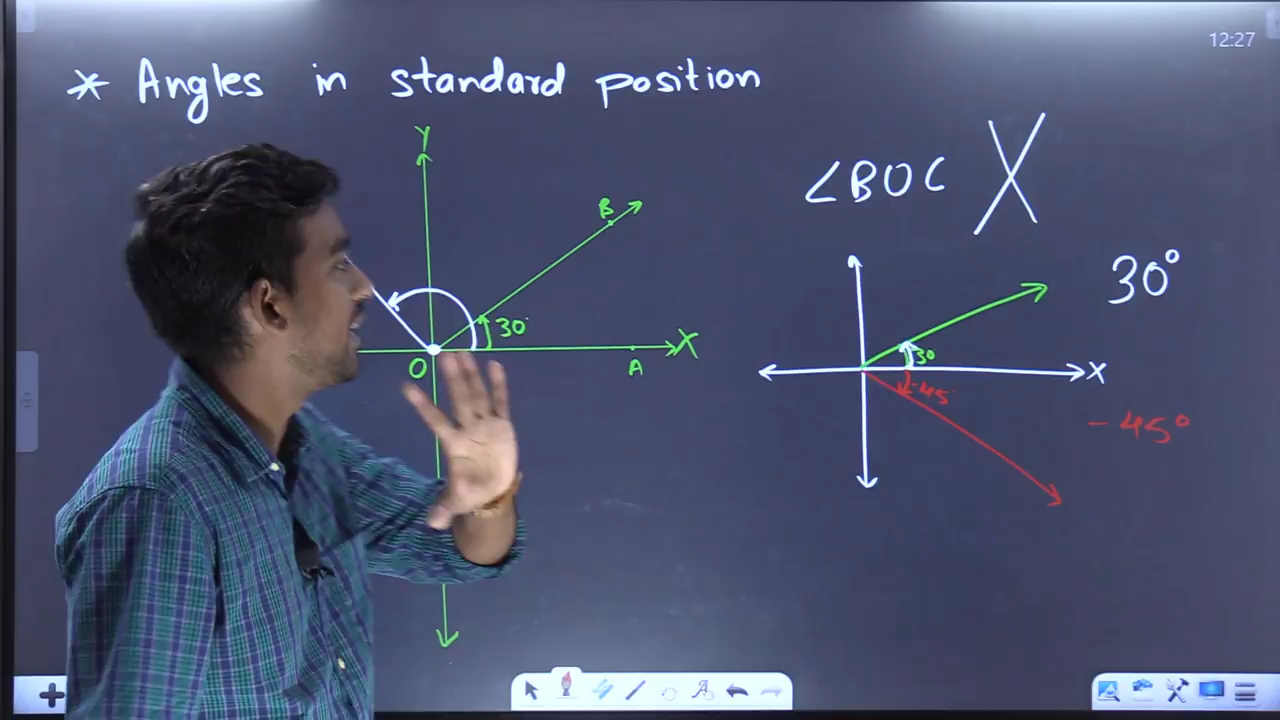 12:27
* Angles in standard position
Y
B
30°
X
O
A
∠BOC X
30°
30
X
-45°
-45°